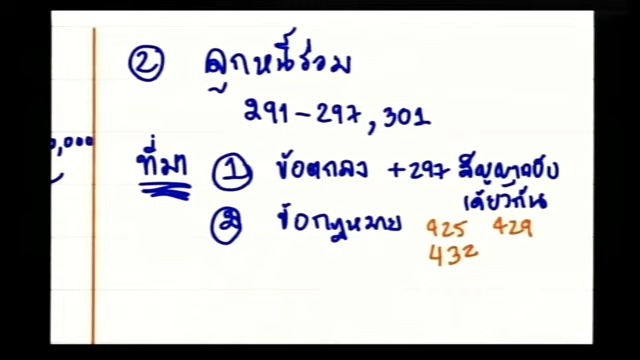 ② ลูกหนี้ร่วม
291 - 297, 301
0,000
ที่มา ① ข้อตกลง + 297 สัญญาฉบับ
เดียวกัน
② ข้อกฎหมาย 425 429
432